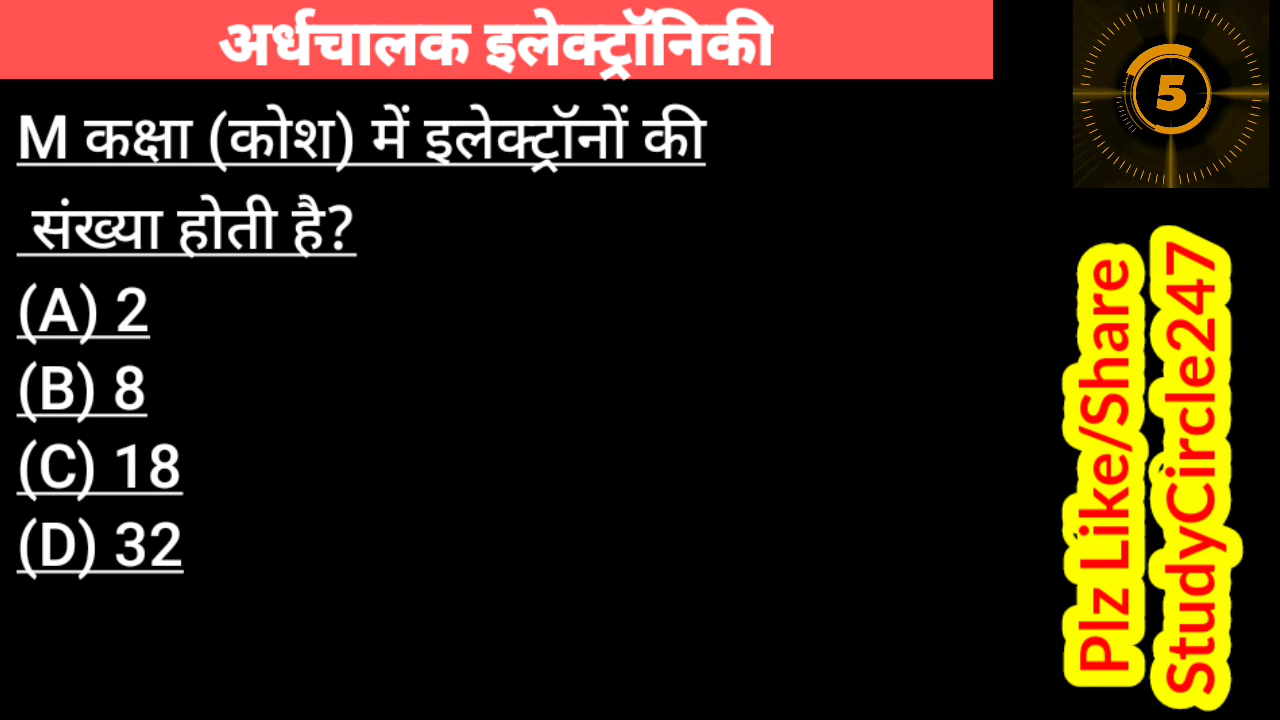 अर्धचालक इलेक्ट्रॉनिकी
5
M कक्षा (कोश) में इलेक्ट्रॉनों की
संख्या होती है?
(A) 2
(B) 8
(C) 18
(D) 32
Plz Like/Share
StudyCircle247